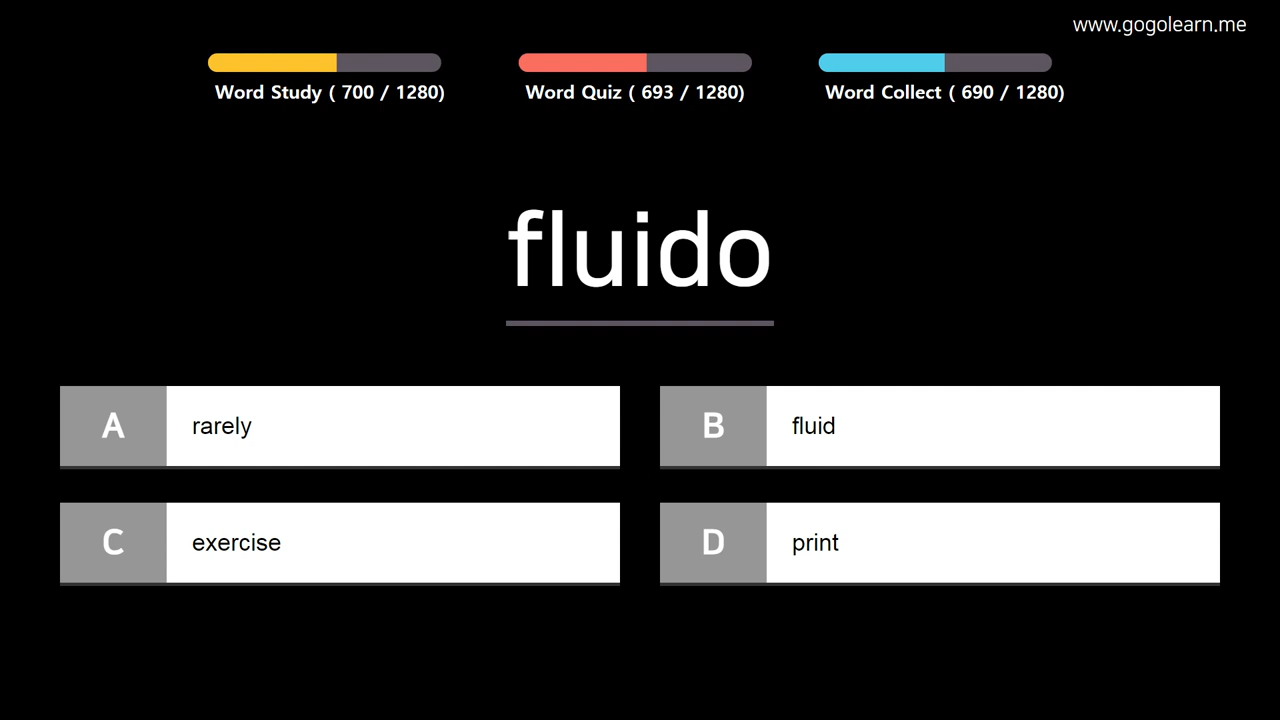 www.gogolearn.me
Word Study ( 700 / 1280)
Word Quiz ( 693 / 1280)
Word Collect ( 690 / 1280)
fluido
A rarely
B fluid
C exercise
D print